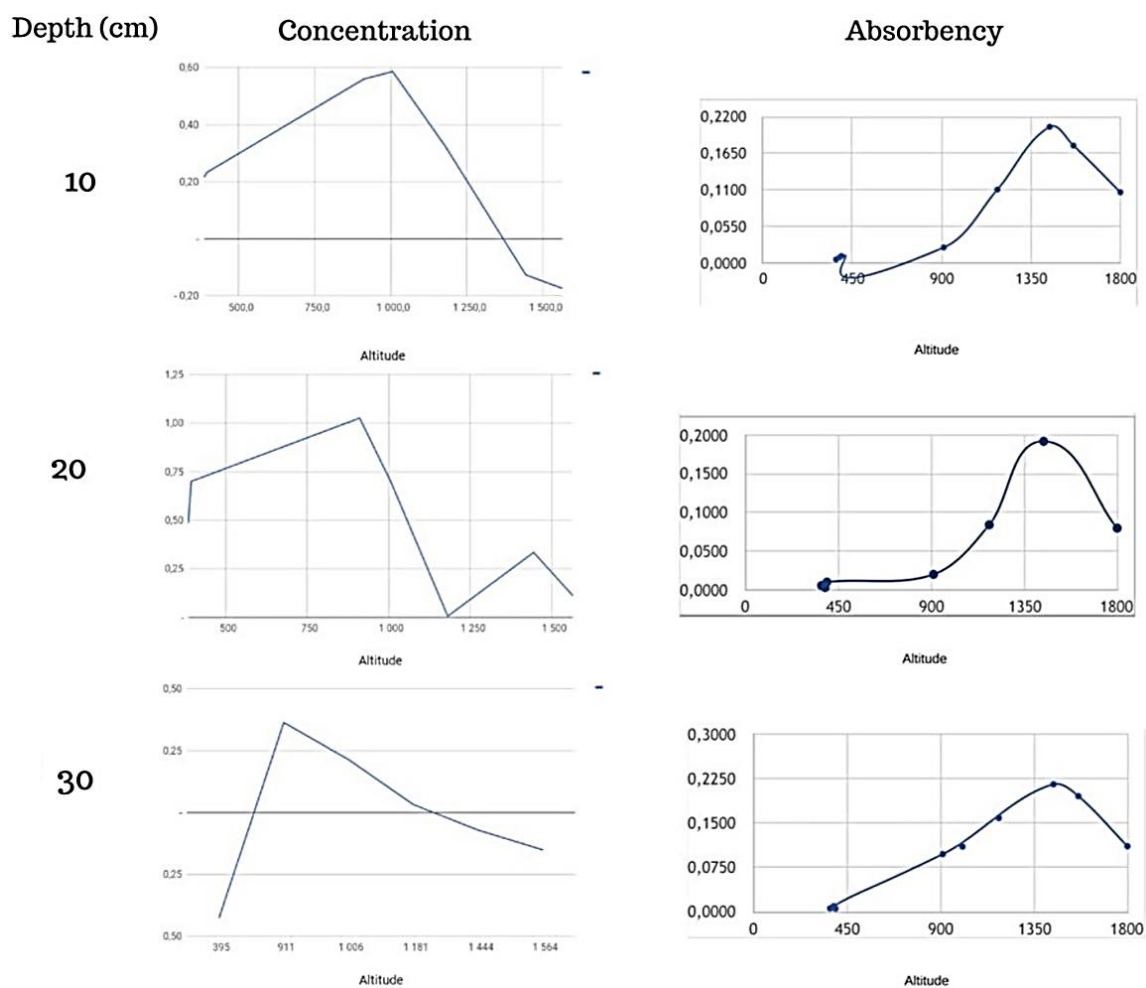 Depth (cm) Concentration Absorbency
10
0,60
0,40
0,20
-
-0,20
500,0 750,0 1 000,0 1 250,0 1 500,0
Altitude
0,2200
0,1650
0,1100
0,0550
0,0000
0 450 900 1350 1800
Altitude
20
1,25
1,00
0,75
0,50
0,25
-
500 750 1 000 1 250 1 500
Altitude
0,2000
0,1500
0,1000
0,0500
0,0000
0 450 900 1350 1800
Altitude
30
0,50
0,25
-
0,25
0,50
395 911 1 006 1 181 1 444 1 564
Altitude
0,3000
0,2250
0,1500
0,0750
0,0000
0 450 900 1350 1800
Altitude